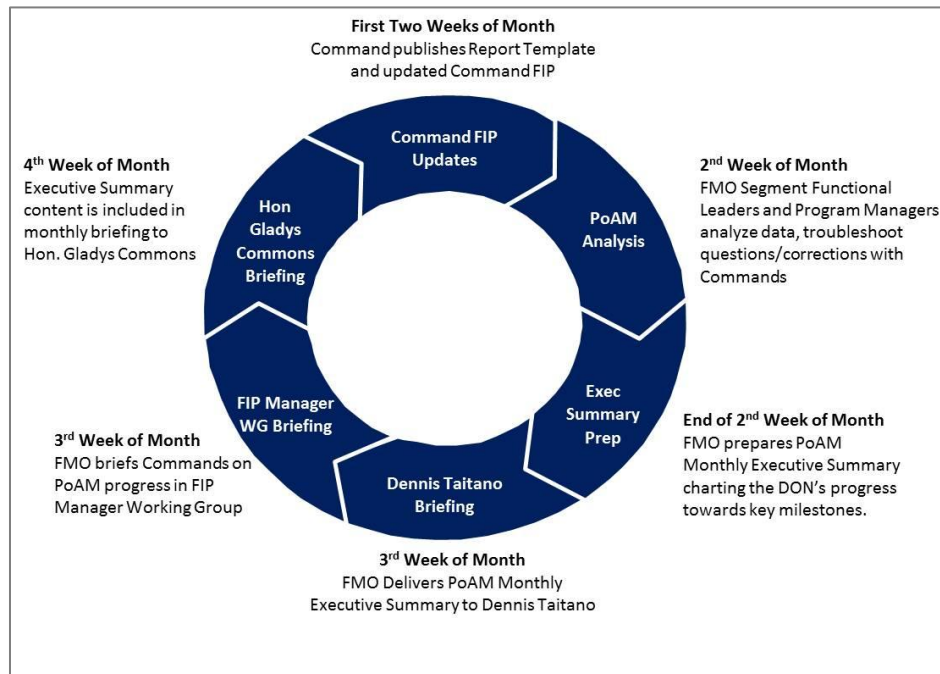 First Two Weeks of Month
Command publishes Report Template
and updated Command FIP
Command FIP
Updates
2nd Week of Month
FMO Segment Functional
Leaders and Program Managers
analyze data, troubleshoot
questions/corrections with
Commands
PoAM
Analysis
End of 2nd Week of Month
FMO prepares PoAM
Monthly Executive Summary
charting the DON's progress
towards key milestones.
Exec
Summary
Prep
Dennis Taitano
Briefing
3rd Week of Month
FMO Delivers PoAM Monthly
Executive Summary to Dennis Taitano
FIP Manager
WG Briefing
3rd Week of Month
FMO briefs Commands on
PoAM progress in FIP
Manager Working Group
Hon
Gladys
Commons
Briefing
4th Week of Month
Executive Summary
content is included in
monthly briefing to
Hon. Gladys Commons